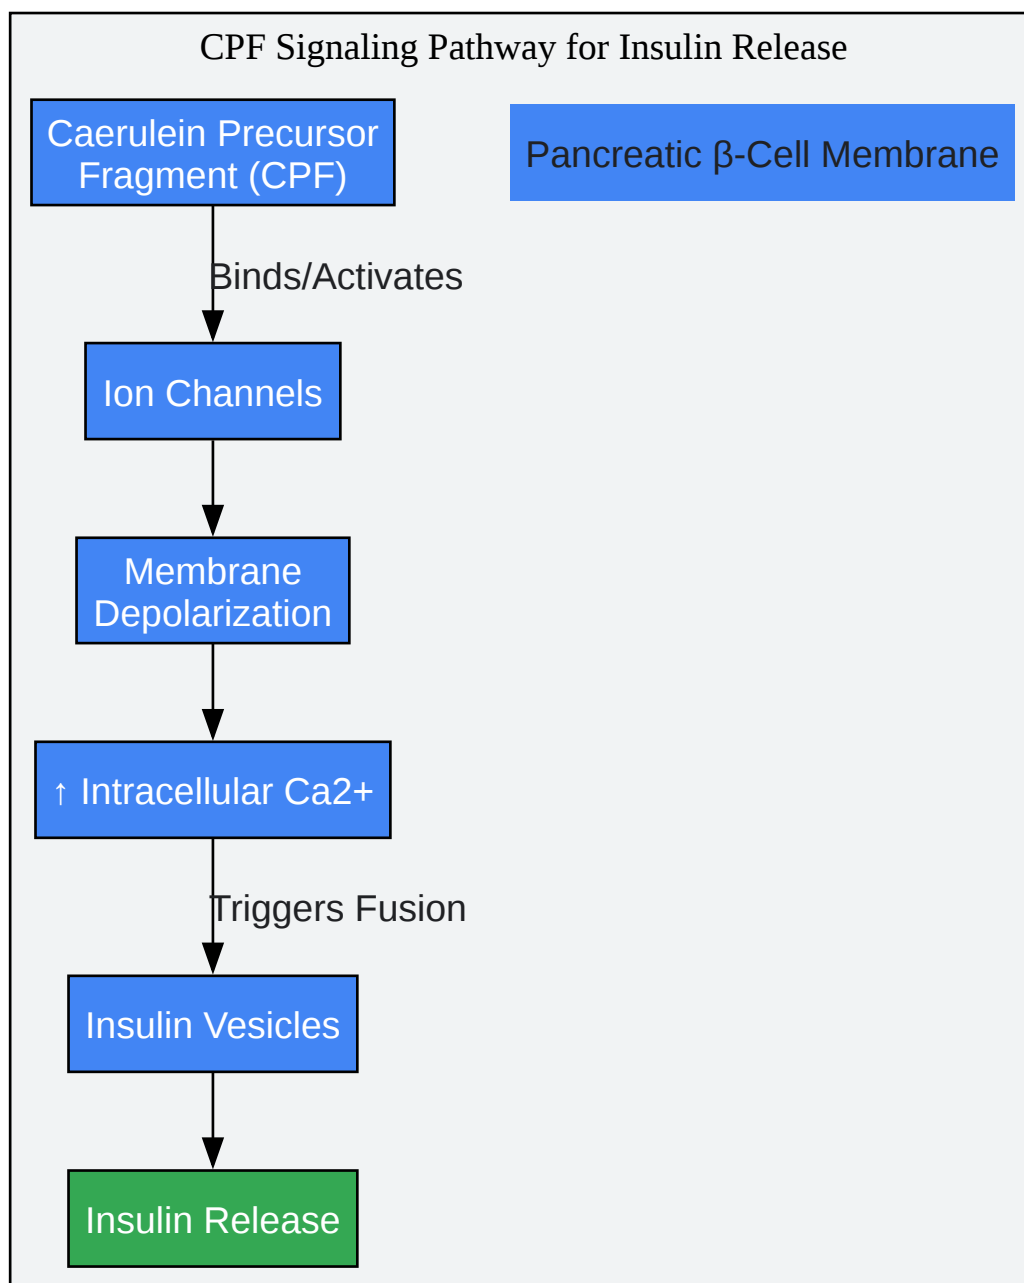 CPF Signaling Pathway for Insulin Release
Caerulein Precursor
Fragment (CPF)
Pancreatic β-Cell Membrane
Binds/Activates
Ion Channels
Membrane
Depolarization
↑ Intracellular Ca2+
Triggers Fusion
Insulin Vesicles
Insulin Release